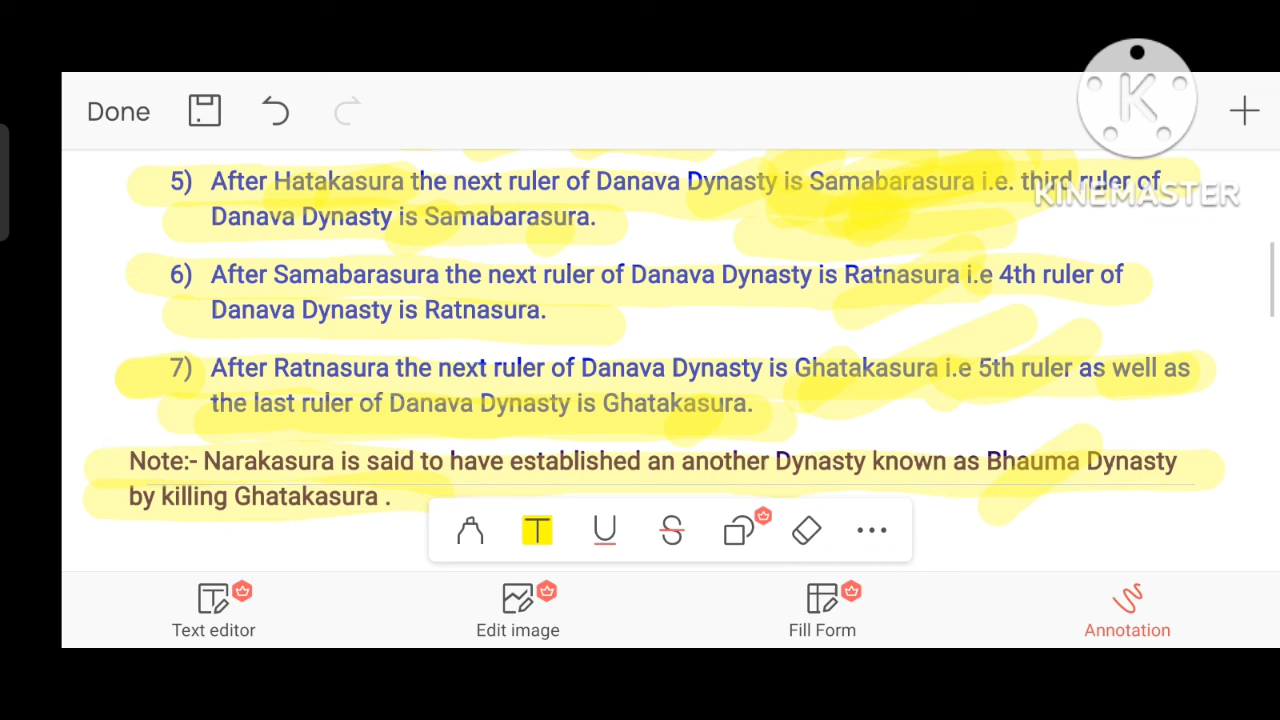 Done
K
KINEMASTER
5) After Hatakasura the next ruler of Danava Dynasty is Samabarasura i.e. third ruler of
Danava Dynasty is Samabarasura.
6) After Samabarasura the next ruler of Danava Dynasty is Ratnasura i.e 4th ruler of
Danava Dynasty is Ratnasura.
7) After Ratnasura the next ruler of Danava Dynasty is Ghatakasura i.e 5th ruler as well as
the last ruler of Danava Dynasty is Ghatakasura.
Note:- Narakasura is said to have established an another Dynasty known as Bhauma Dynasty
by killing Ghatakasura .
T U S
Text editor Edit image Fill Form Annotation